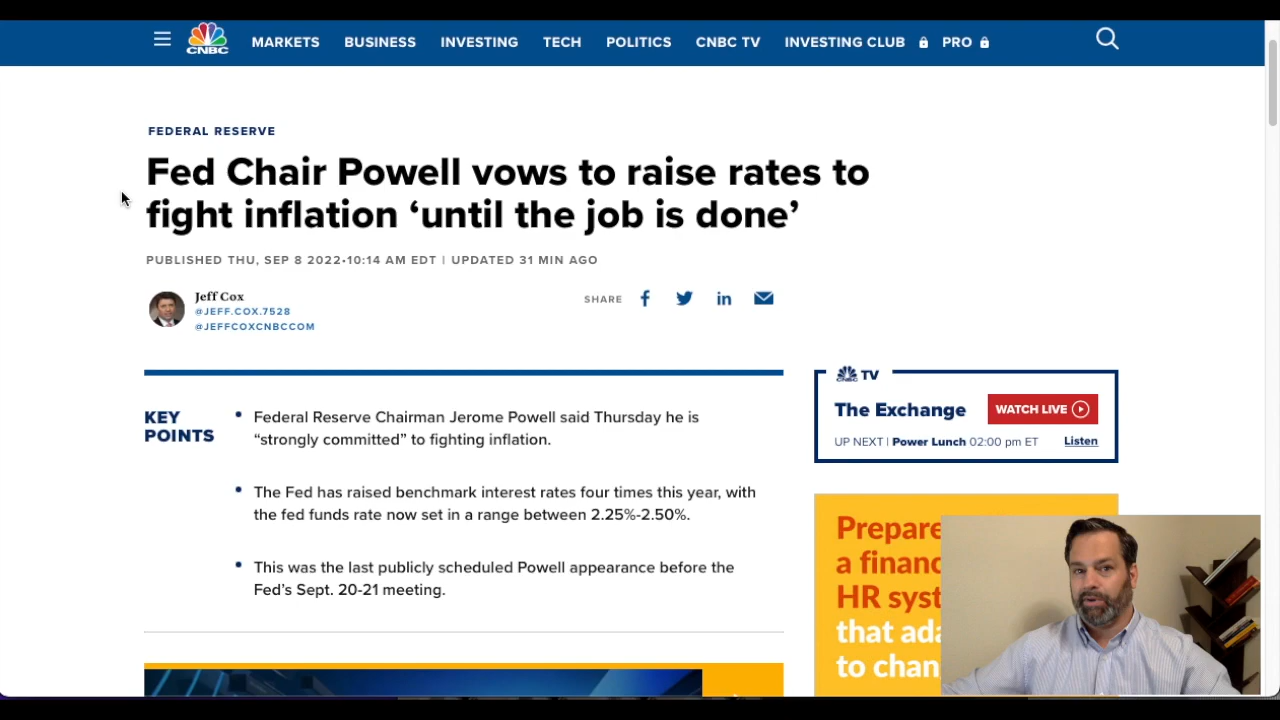 CNBC
MARKETS
BUSINESS
INVESTING
TECH
POLITICS
CNBC TV
INVESTING CLUB
PRO
FEDERAL RESERVE
Fed Chair Powell vows to raise rates to
fight inflation ‘until the job is done’
PUBLISHED THU, SEP 8 2022•10:14 AM EDT | UPDATED 31 MIN AGO
Jeff Cox
@JEFF.COX.7528
@JEFFCOXCNBCCOM
SHARE
KEY
POINTS
• Federal Reserve Chairman Jerome Powell said Thursday he is
“strongly committed” to fighting inflation.
• The Fed has raised benchmark interest rates four times this year, with
the fed funds rate now set in a range between 2.25%-2.50%.
• This was the last publicly scheduled Powell appearance before the
Fed’s Sept. 20-21 meeting.
CNBC TV
The Exchange
WATCH LIVE
UP NEXT | Power Lunch 02:00 pm ET
Listen
Prepare
a financ
HR syst
that ada
to chan